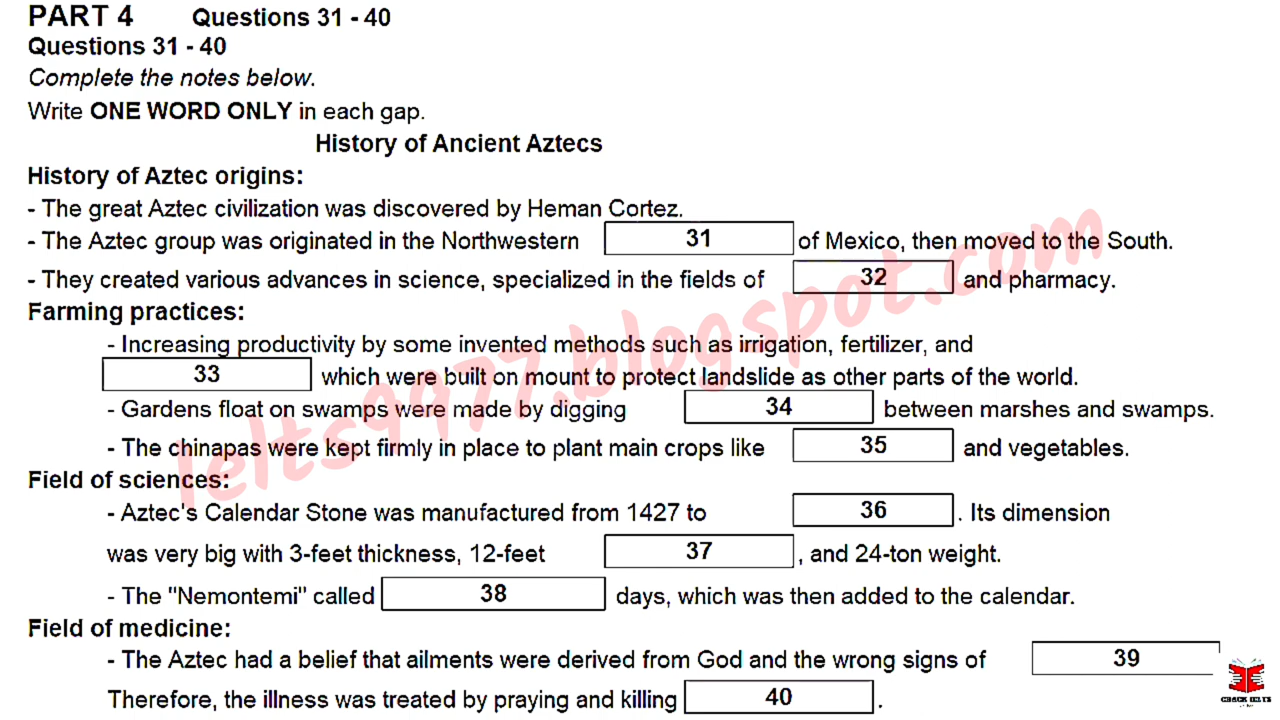 PART 4 Questions 31 - 40
Questions 31 - 40
Complete the notes below.
Write ONE WORD ONLY in each gap.
History of Ancient Aztecs
History of Aztec origins:
- The great Aztec civilization was discovered by Heman Cortez.
- The Aztec group was originated in the Northwestern 31 of Mexico, then moved to the South.
- They created various advances in science, specialized in the fields of 32 and pharmacy.
Farming practices:
- Increasing productivity by some invented methods such as irrigation, fertilizer, and
33 which were built on mount to protect landslide as other parts of the world.
- Gardens float on swamps were made by digging 34 between marshes and swamps.
- The chinapas were kept firmly in place to plant main crops like 35 and vegetables.
Field of sciences:
- Aztec's Calendar Stone was manufactured from 1427 to 36 . Its dimension
was very big with 3-feet thickness, 12-feet 37 , and 24-ton weight.
- The "Nemontemi" called 38 days, which was then added to the calendar.
Field of medicine:
- The Aztec had a belief that ailments were derived from God and the wrong signs of 39
Therefore, the illness was treated by praying and killing 40 .
Ielts9977.blogspot.com